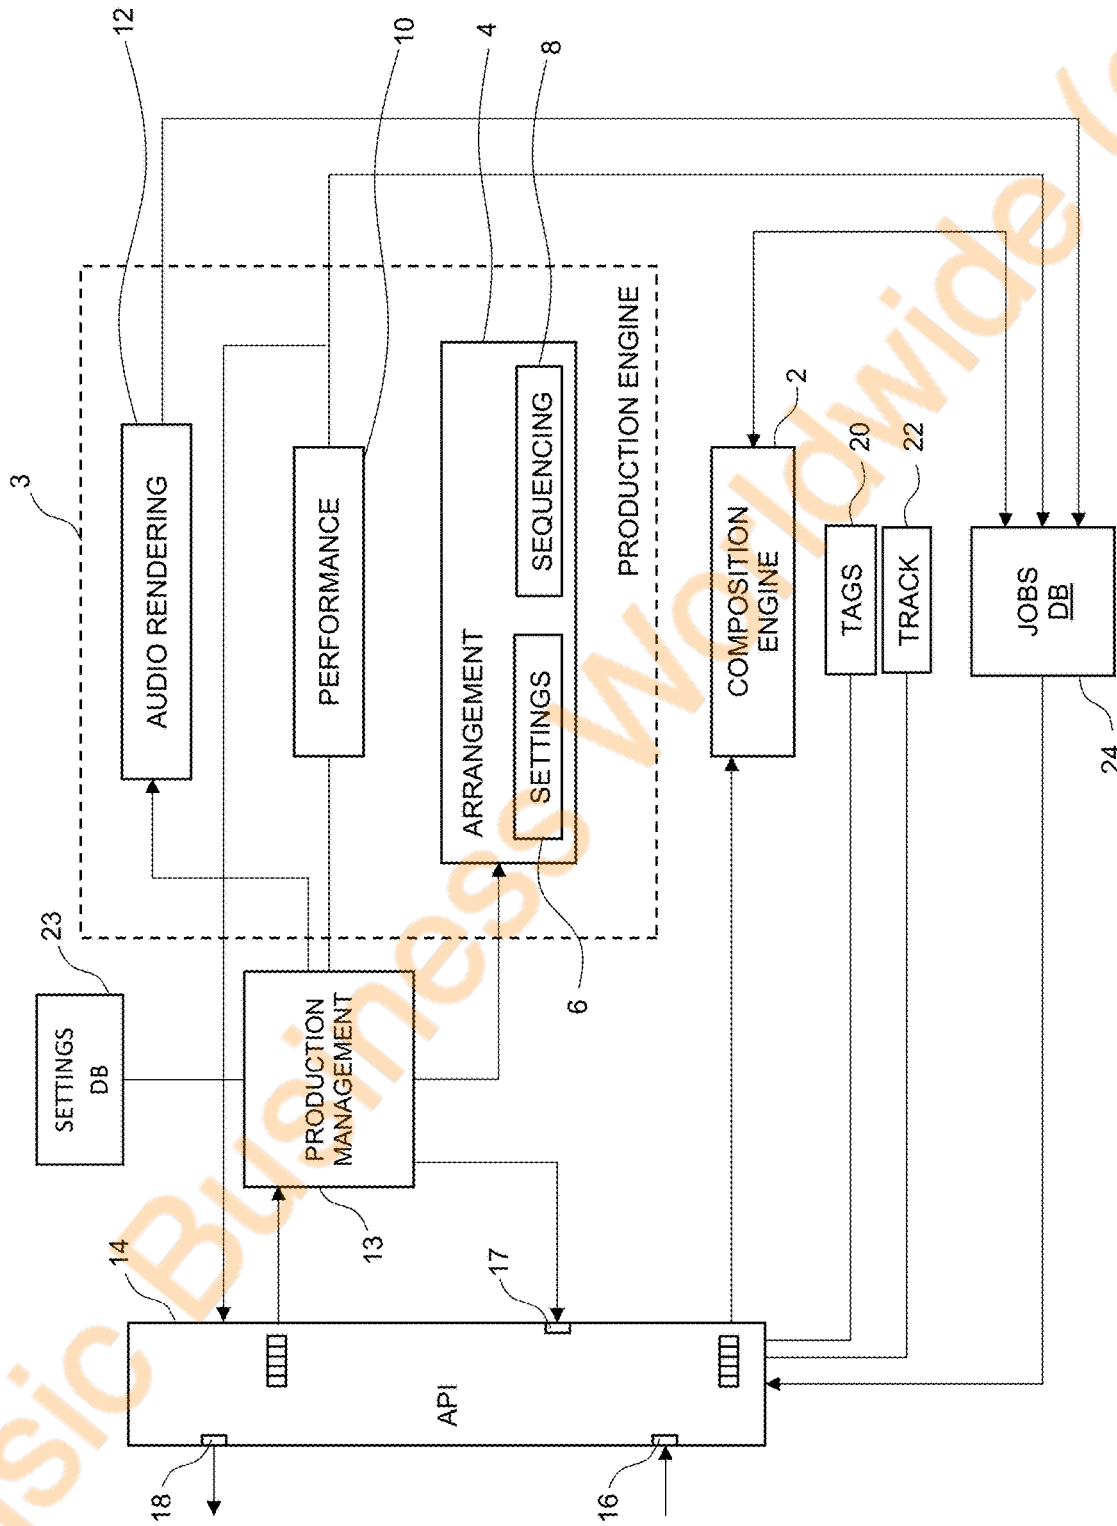 3
12
AUDIO RENDERING
10
PERFORMANCE
4
ARRANGEMENT
8
SETTINGS
SEQUENCING
6
PRODUCTION ENGINE
23
SETTINGS
DB
PRODUCTION
MANAGEMENT
13
14
API
18
16
17
COMPOSITION
ENGINE
2
TAGS
20
TRACK
22
JOBS
DB
24
usic Business Worldwide (